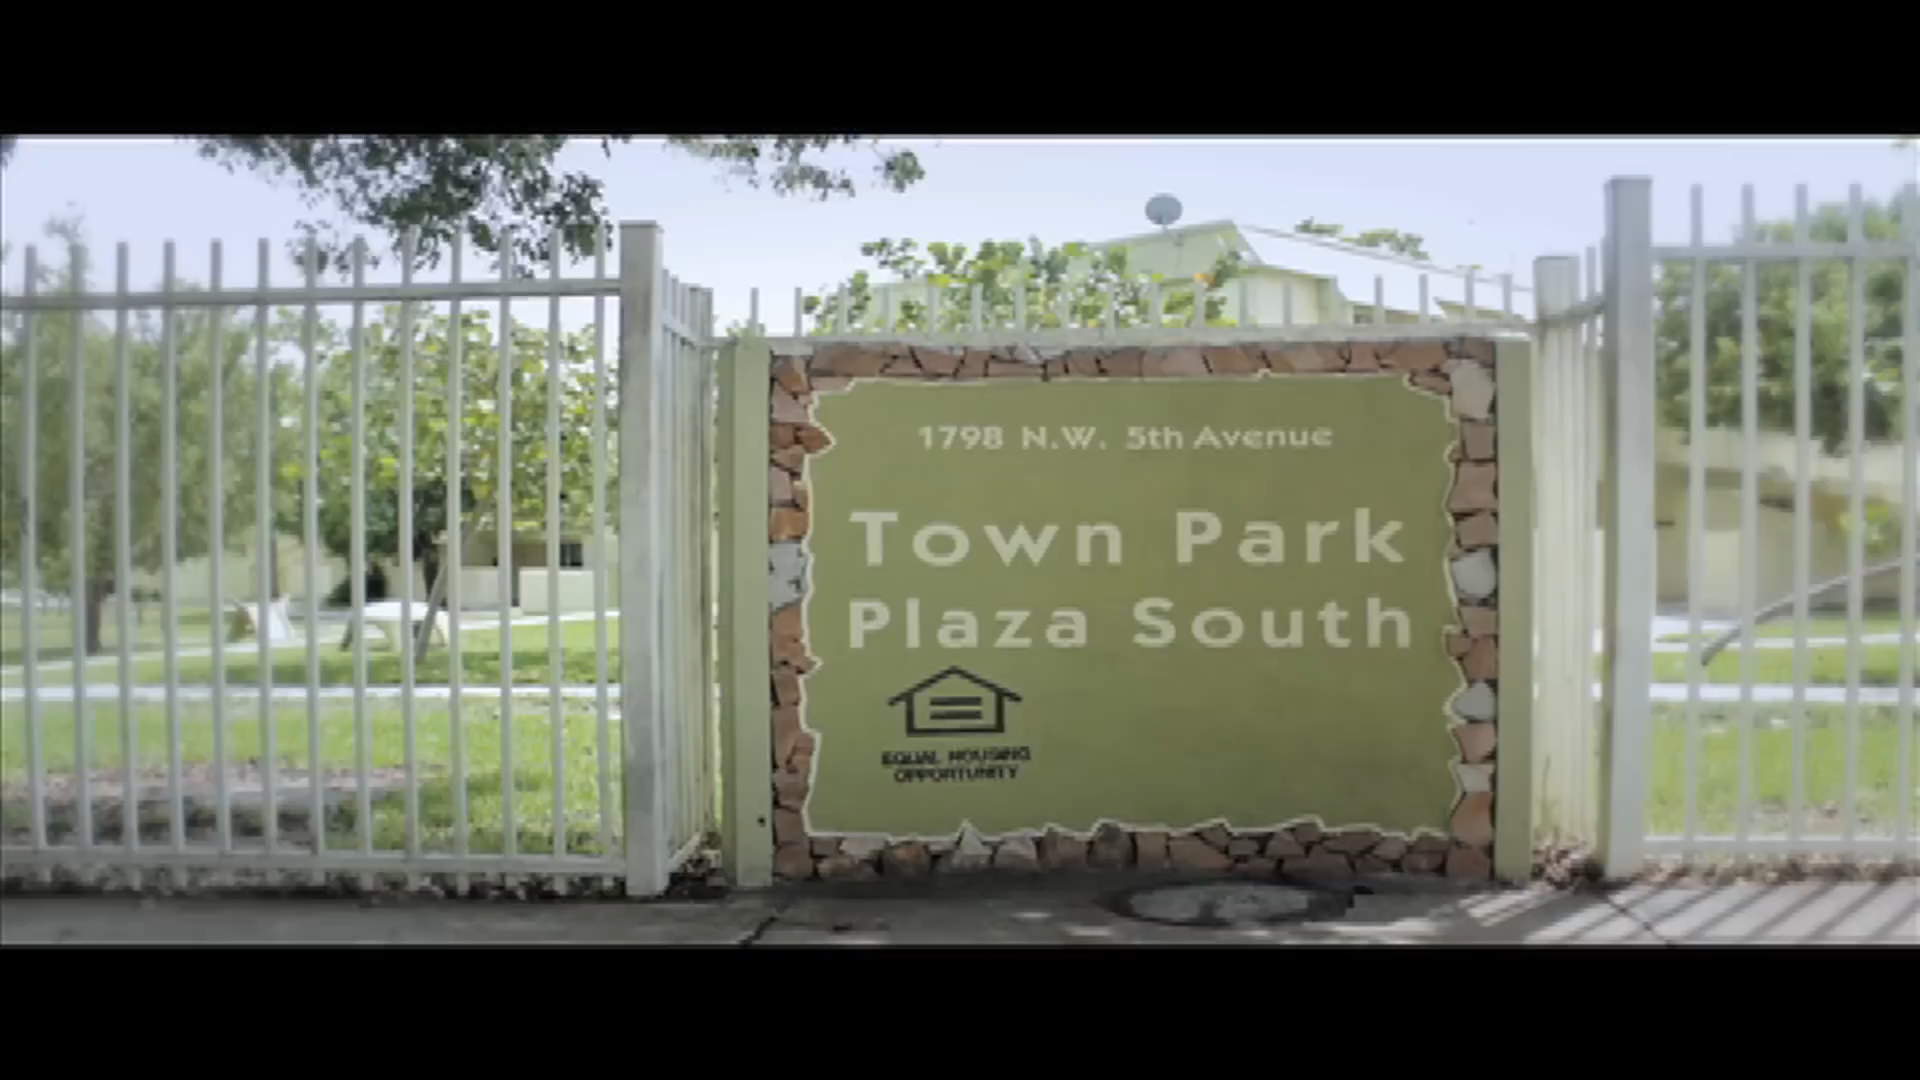 1798 N.W. 5th Avenue
Town Park
Plaza South
EQUAL HOUSING
OPPORTUNITY